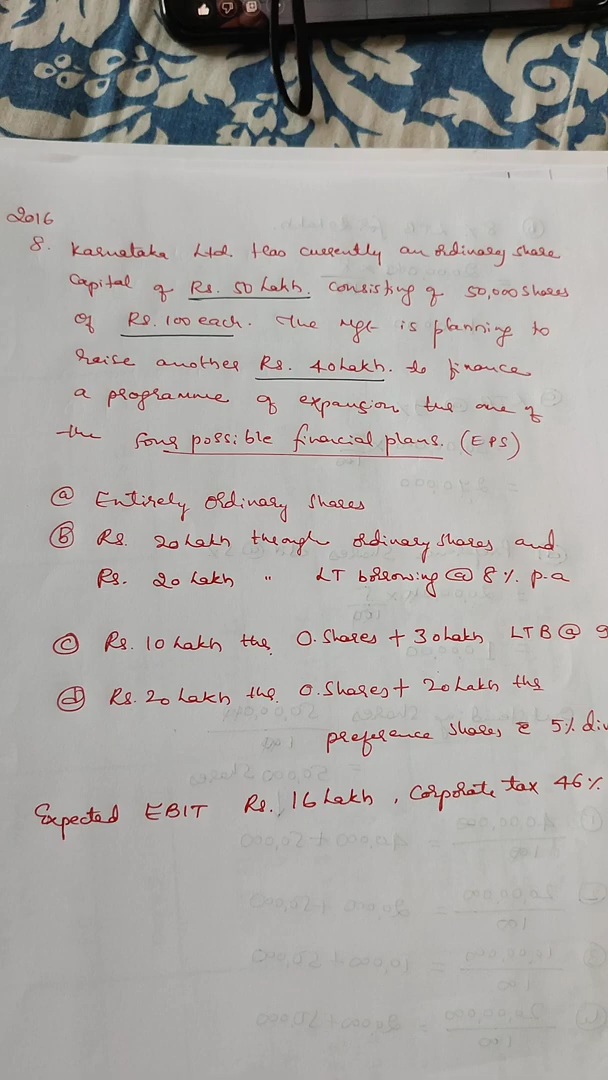 2016
8. Karnataka Ltd. Has currently an ordinary share
Capital of Rs. 50 Lakh. Consisting of 50,000 Shares
of Rs. 100 each. The mgt is planning to
raise another Rs. 40 Lakh. to finance
a programme of expansion thr one of
the four possible financial plans. (EPS)
(a) Entirely Ordinary Shares
(b) Rs. 20 Lakh through ordinary shares and
Rs. 20 Lakh " LT borrowing @ 8% p.a
(c) Rs. 10 Lakh thr. O. Shares + 30 Lakh LTB @ 9
(d) Rs. 20 Lakh thr. O. Shares + 20 Lakh thr
preference shares 5% div
Expected EBIT Rs. 16 Lakh, Corporate tax 46%